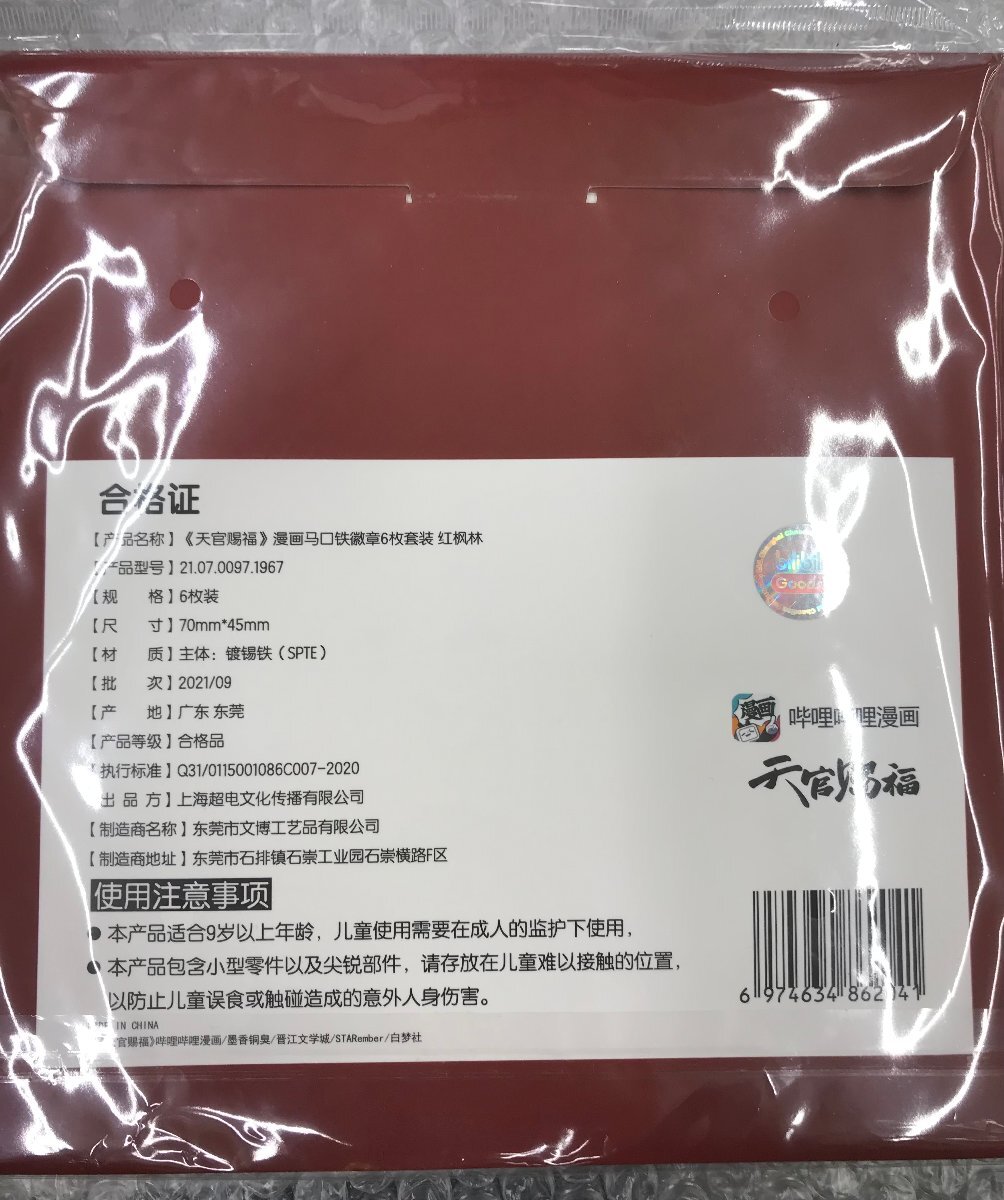 合格证
【产品名称】《天官赐福》漫画马口铁徽章6枚套装 红枫林
【产品型号】21.07.0097.1967
【规 格】6枚装
【尺 寸】70mm*45mm
【材 质】主体：镀锡铁（SPTE）
【批 次】2021/09
【产 地】广东 东莞
【产品等级】合格品
【执行标准】Q31/0115001086C007-2020
出 品 方】上海超电文化传播有限公司
【制造商名称】东莞市文博工艺品有限公司
【制造商地址】东莞市石排镇石崇工业园石崇横路F区
使用注意事项
● 本产品适合9岁以上年龄，儿童使用需要在成人的监护下使用，
● 本产品包含小型零件以及尖锐部件，请存放在儿童难以接触的位置，
以防止儿童误食或触碰造成的意外人身伤害。
MADE IN CHINA
官赐福》哔哩哔哩漫画/墨香铜臭/晋江文学城/STARember/白梦社
bilibili
Goods
漫画
哔哩哔哩漫画
天官赐福
6 974634 862041